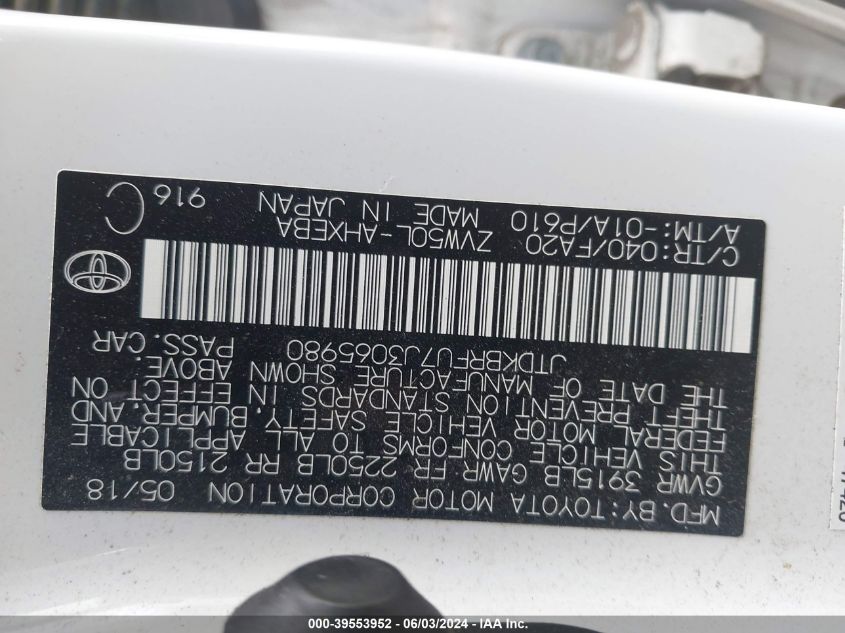 MFD. BY: TOYOTA MOTOR CORPORATION 05/18
GVWR 3915LB GAWR FR 2250LB RR 2150LB
THIS VEHICLE CONFORMS TO ALL APPLICABLE
FEDERAL MOTOR VEHICLE SAFETY, BUMPER, AND
THEFT PREVENTION STANDARDS IN EFFECT ON
THE DATE OF MANUFACTURE SHOWN ABOVE.
JTDKBRFU7J3065980 PASS. CAR
C/TR:040/FA20 ZVW50L-AHXEBA
A/TM:-01A/P610 MADE IN JAPAN
C 916
000-39553952 / 06/03/2024 - IAA Inc.